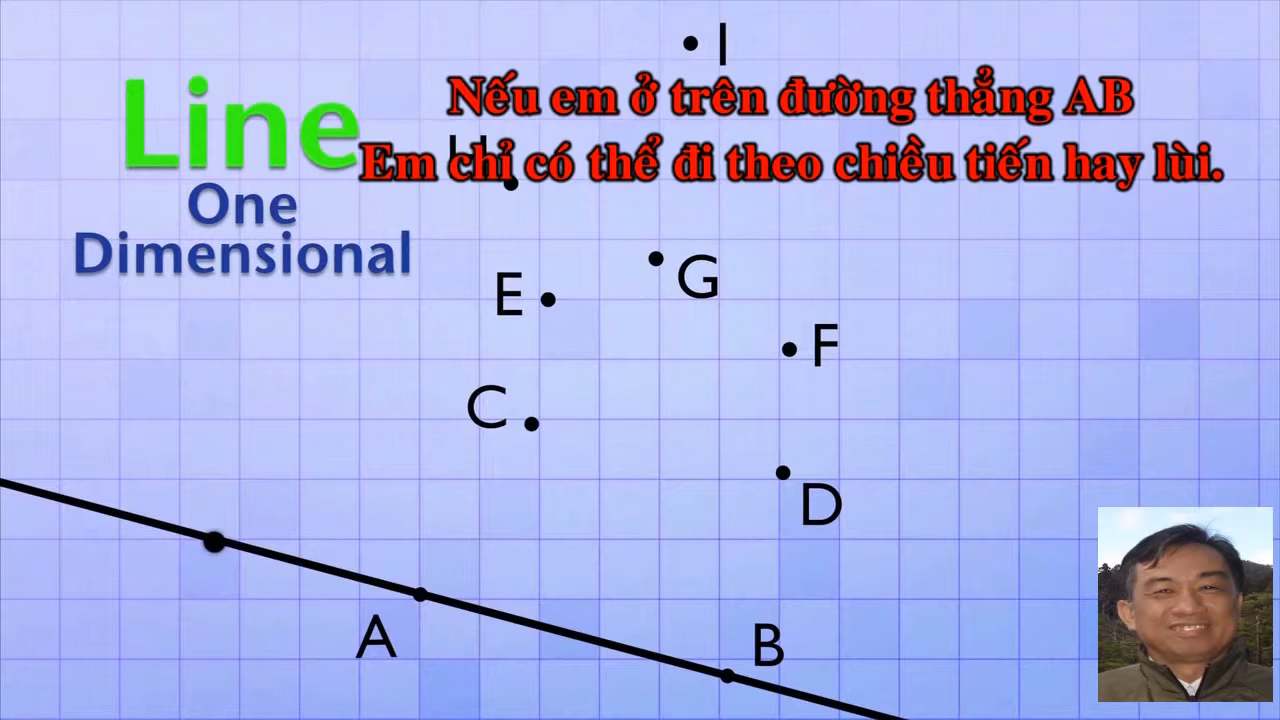 I
Line
Nếu em ở trên đường thẳng AB
Em chỉ có thể đi theo chiều tiến hay lùi.
One
Dimensional
G
E
F
C
D
A
B